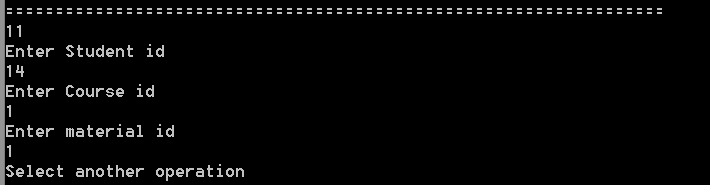 ==================================================================
11
Enter Student id
14
Enter Course id
1
Enter material id
1
Select another operation